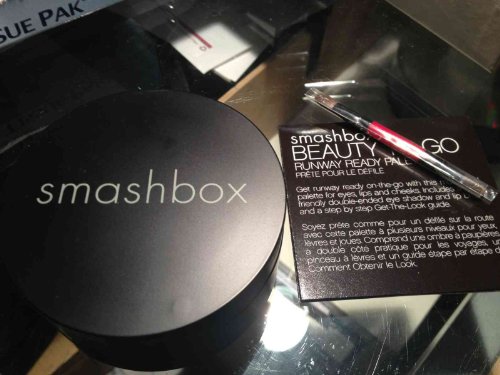 SUE PAK
smashbox
smashbox
BEAUTY GO
RUNWAY READY
PRÊTE POUR LE DÉFILÉ
Get runway ready on-the-go with this
palette for eyes, lips and cheeks. Includes
friendly double-ended eye shadow and lip
and a step by step Get-The-Look guide.
Soyez prête comme pour un défilé sur la route
avec cette palette à plusieurs niveaux pour yeux,
lèvres et joues. Comprend une ombre à paupières,
à double côté pratique pour les voyages, un
pinceau à lèvres et un guide étape par étape
Comment Obtenir le Look.